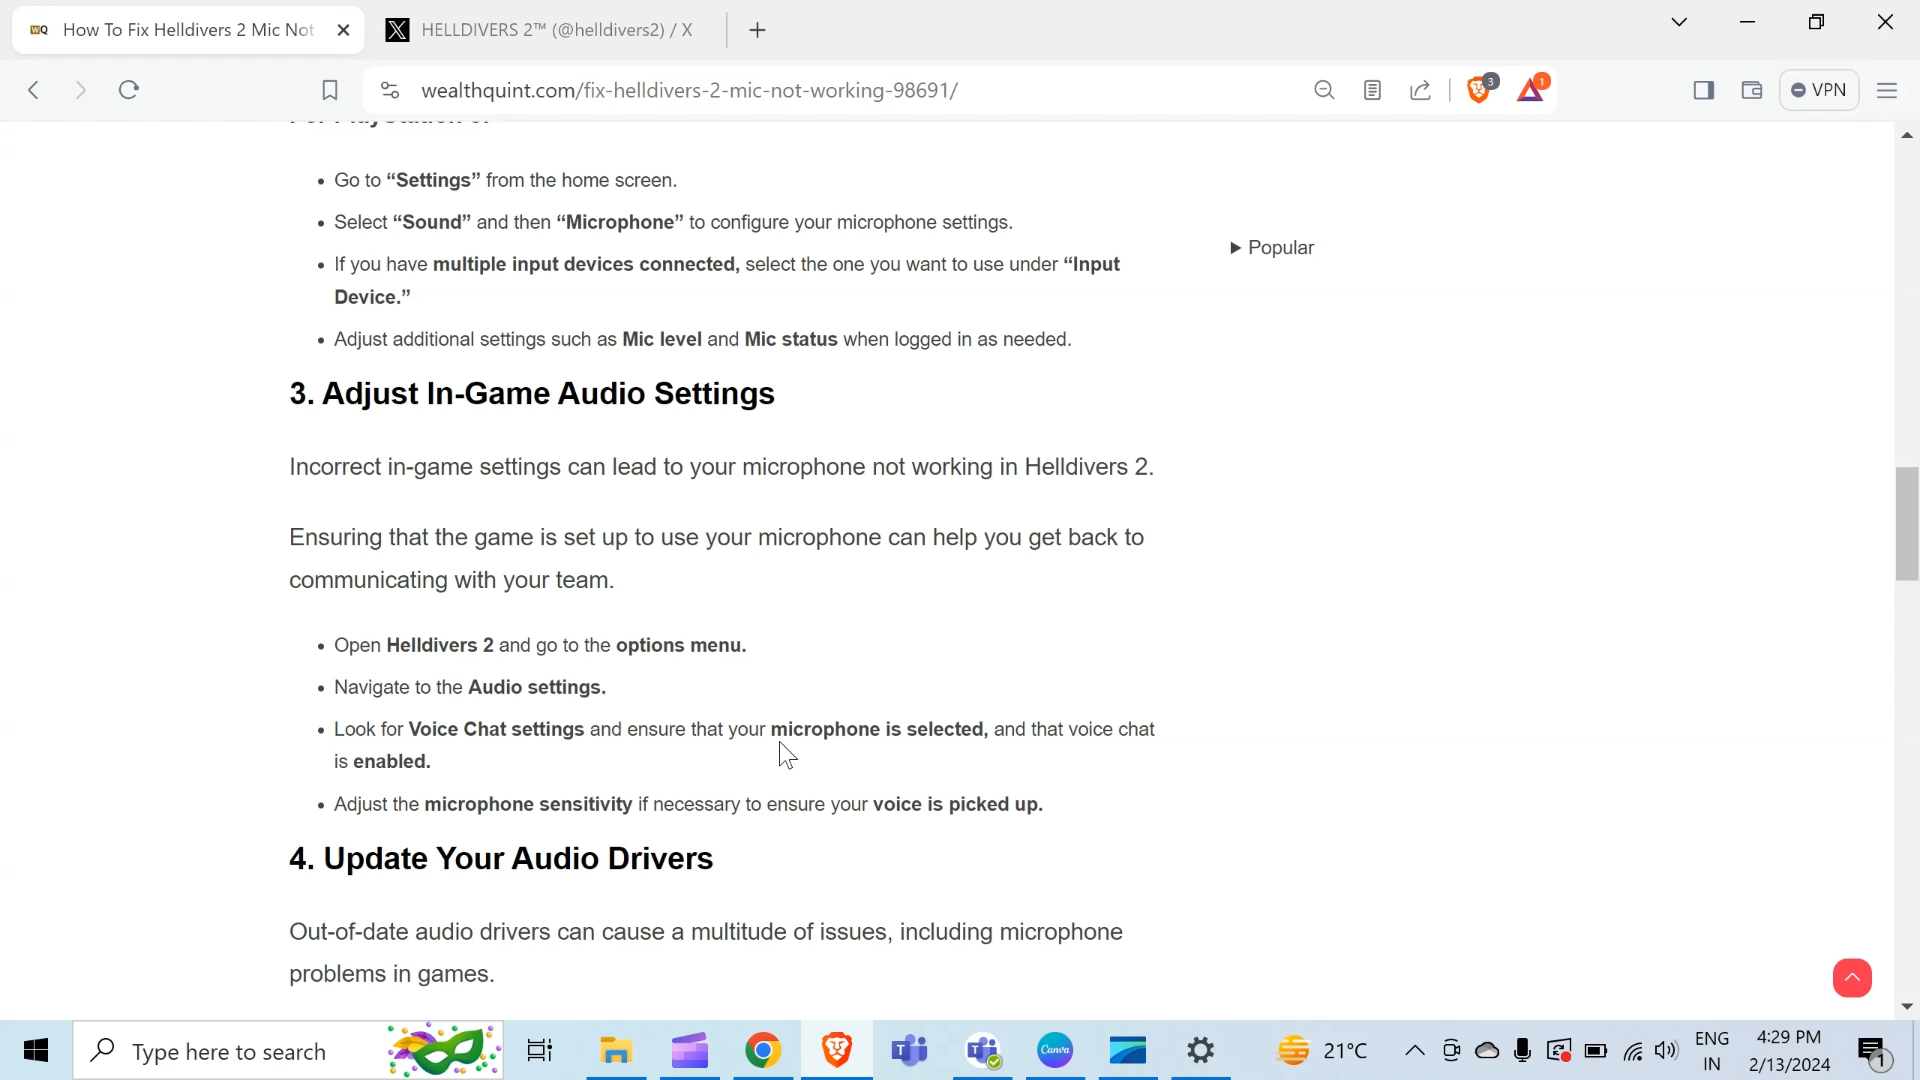 How To Fix Helldivers 2 Mic Not
HELLDIVERS 2™ (@helldivers2) / X
wealthquint.com/fix-helldivers-2-mic-not-working-98691/
3
1
VPN
Go to “Settings” from the home screen.
Select “Sound” and then “Microphone” to configure your microphone settings.
If you have multiple input devices connected, select the one you want to use under “Input
Device.”
Adjust additional settings such as Mic level and Mic status when logged in as needed.
Popular
3. Adjust In-Game Audio Settings
Incorrect in-game settings can lead to your microphone not working in Helldivers 2.
Ensuring that the game is set up to use your microphone can help you get back to
communicating with your team.
Open Helldivers 2 and go to the options menu.
Navigate to the Audio settings.
Look for Voice Chat settings and ensure that your microphone is selected, and that voice chat
is enabled.
Adjust the microphone sensitivity if necessary to ensure your voice is picked up.
4. Update Your Audio Drivers
Out-of-date audio drivers can cause a multitude of issues, including microphone
problems in games.
Type here to search
Canva
21°C
ENG
IN
4:29 PM
2/13/2024
1